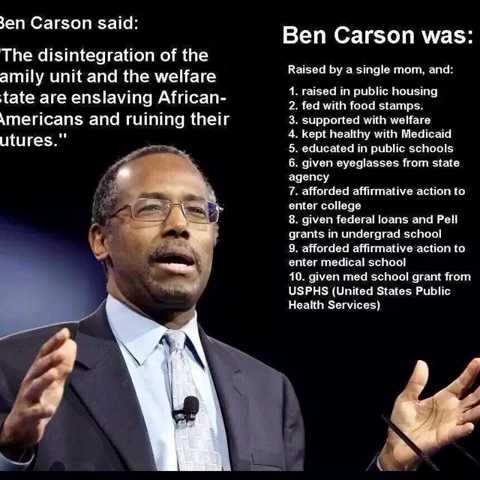 Ben Carson said:
"The disintegration of the
family unit and the welfare
state are enslaving African-
Americans and ruining their
futures."
Ben Carson was:
Raised by a single mom, and:
1. raised in public housing
2. fed with food stamps.
3. supported with welfare
4. kept healthy with Medicaid
5. educated in public schools
6. given eyeglasses from state
agency
7. afforded affirmative action to
enter college
8. given federal loans and Pell
grants in undergrad school
9. afforded affirmative action to
enter medical school
10. given med school grant from
USPHS (United States Public
Health Services)